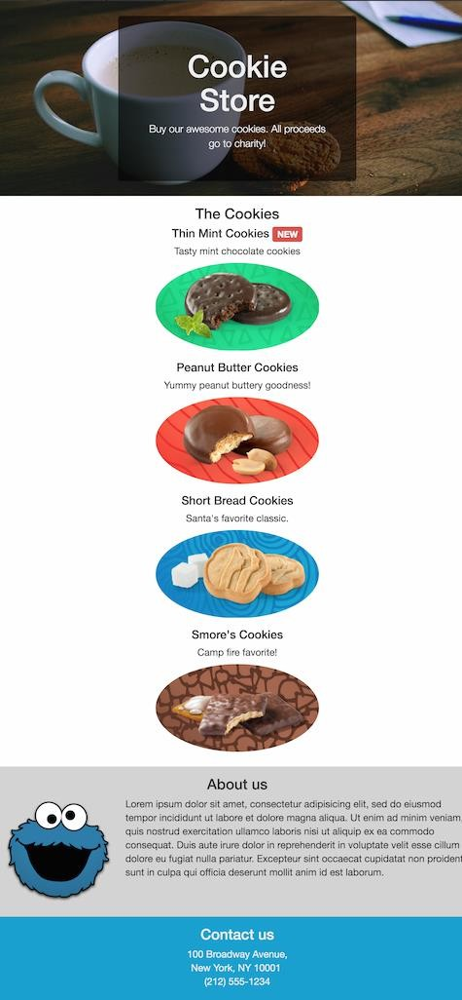 Cookie
Store
Buy our awesome cookies. All proceeds
go to charity!
The Cookies
Thin Mint Cookies NEW
Tasty mint chocolate cookies
Peanut Butter Cookies
Yummy peanut buttery goodness!
Short Bread Cookies
Santa's favorite classic.
Smore's Cookies
Camp fire favorite!
About us
Lorem ipsum dolor sit amet, consectetur adipisicing elit, sed do eiusmod
tempor incididunt ut labore et dolore magna aliqua. Ut enim ad minim veniam,
quis nostrud exercitation ullamco laboris nisi ut aliquip ex ea commodo
consequat. Duis aute irure dolor in reprehenderit in voluptate velit esse cillum
dolore eu fugiat nulla pariatur. Excepteur sint occaecat cupidatat non proident,
sunt in culpa qui officia deserunt mollit anim id est laborum.
Contact us
100 Broadway Avenue,
New York, NY 10001
(212) 555-1234